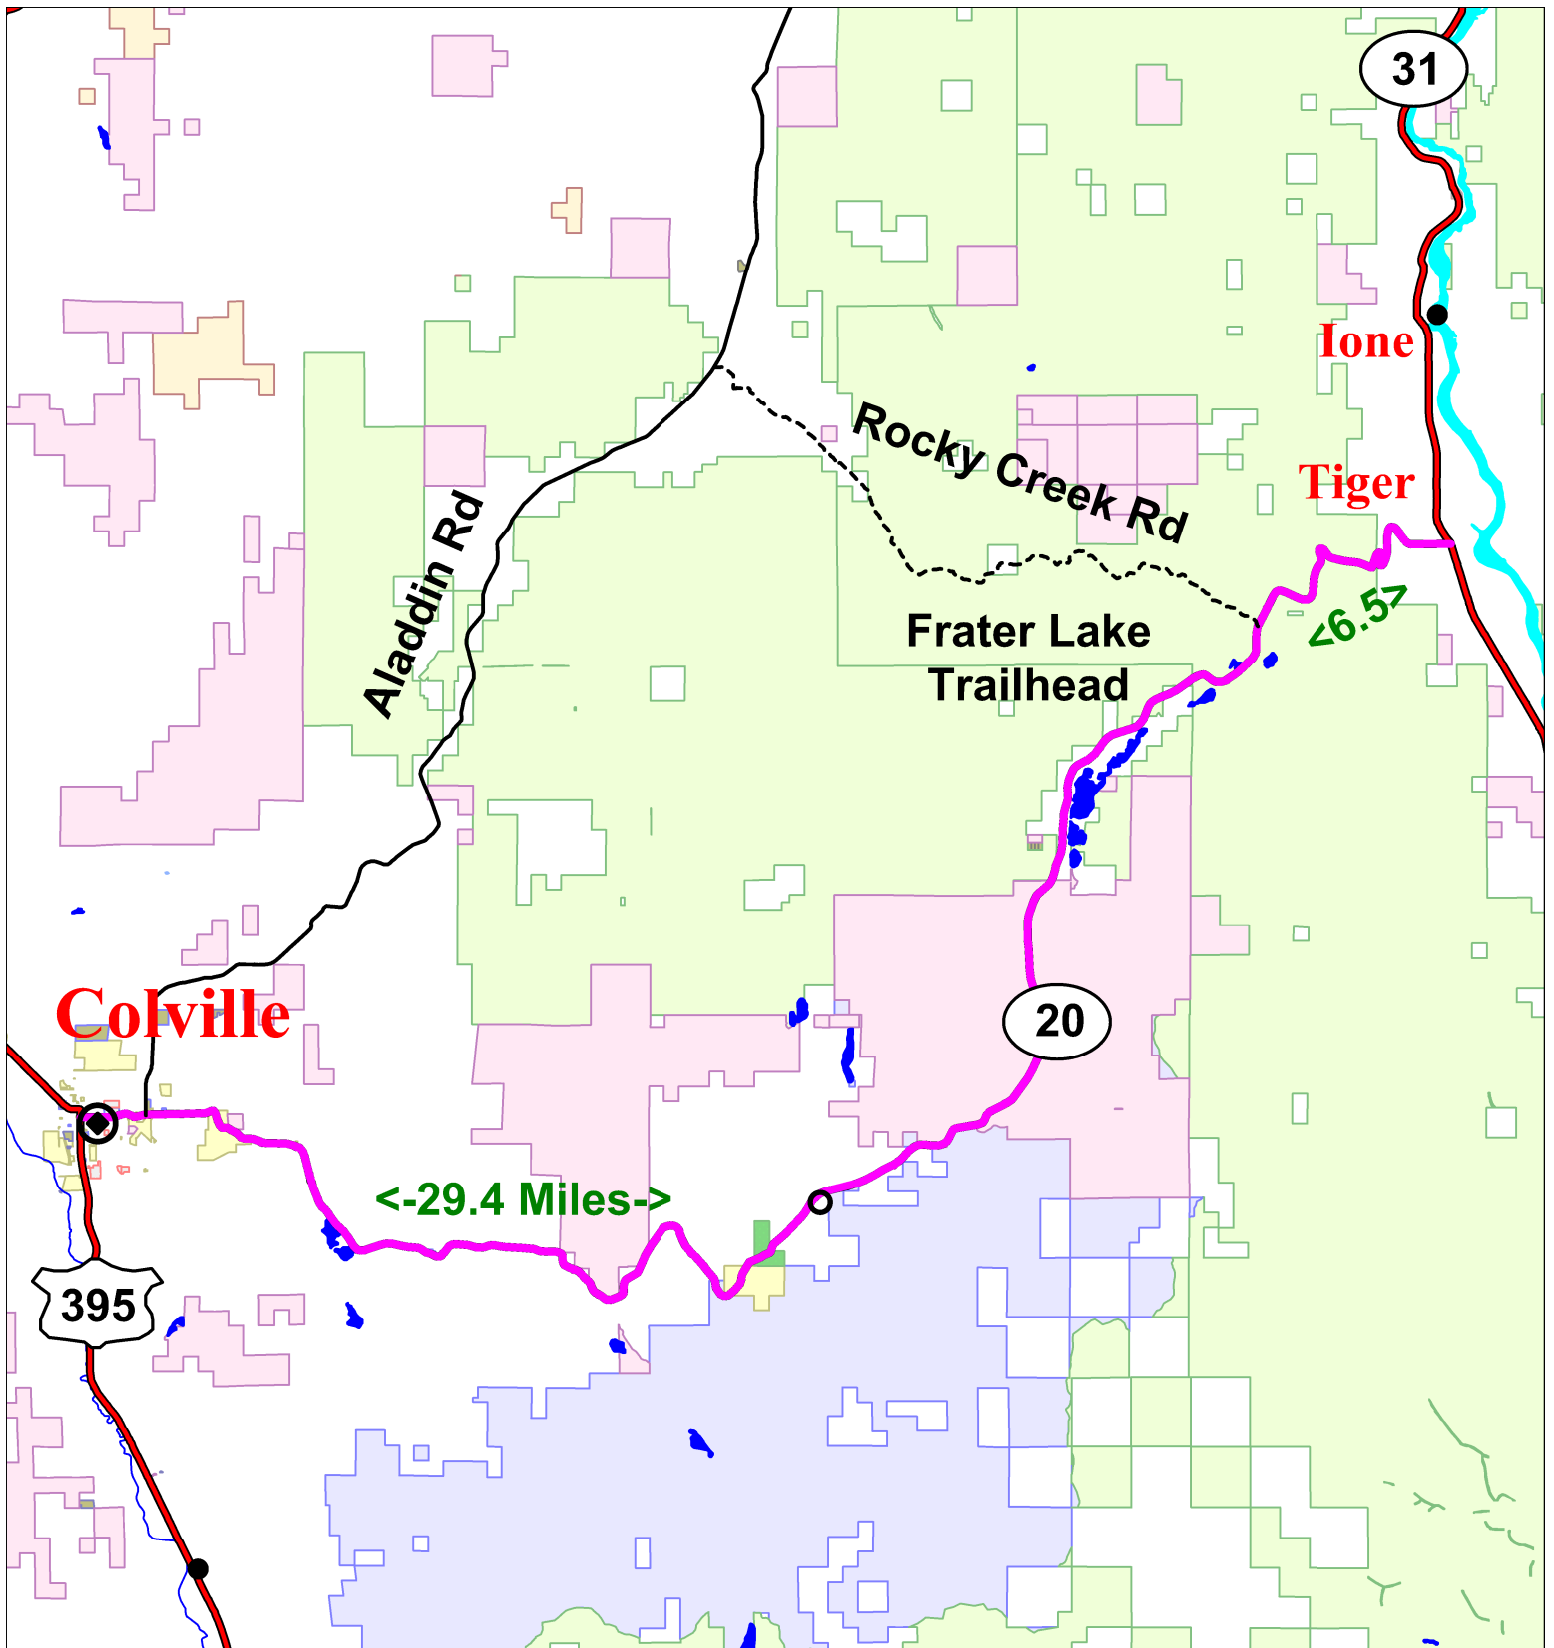 31
Ione
Rocky Creek Rd
Tiger
Aladdin Rd
<6.5>
Frater Lake
Trailhead
Colville
20
<-29.4 Miles->
395